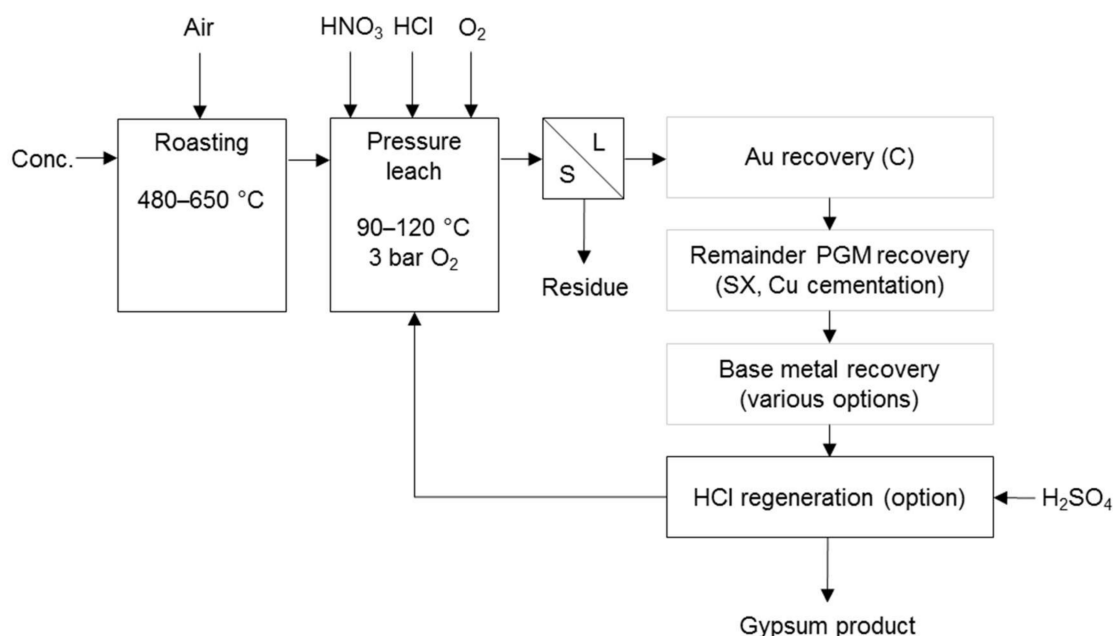 Air
HNO₃ HCl O₂
Conc.
Roasting
480–650 °C
Pressure
leach
90–120 °C
3 bar O₂
L
S
Residue
Au recovery (C)
Remainder PGM recovery
(SX, Cu cementation)
Base metal recovery
(various options)
HCl regeneration (option)
H₂SO₄
Gypsum product